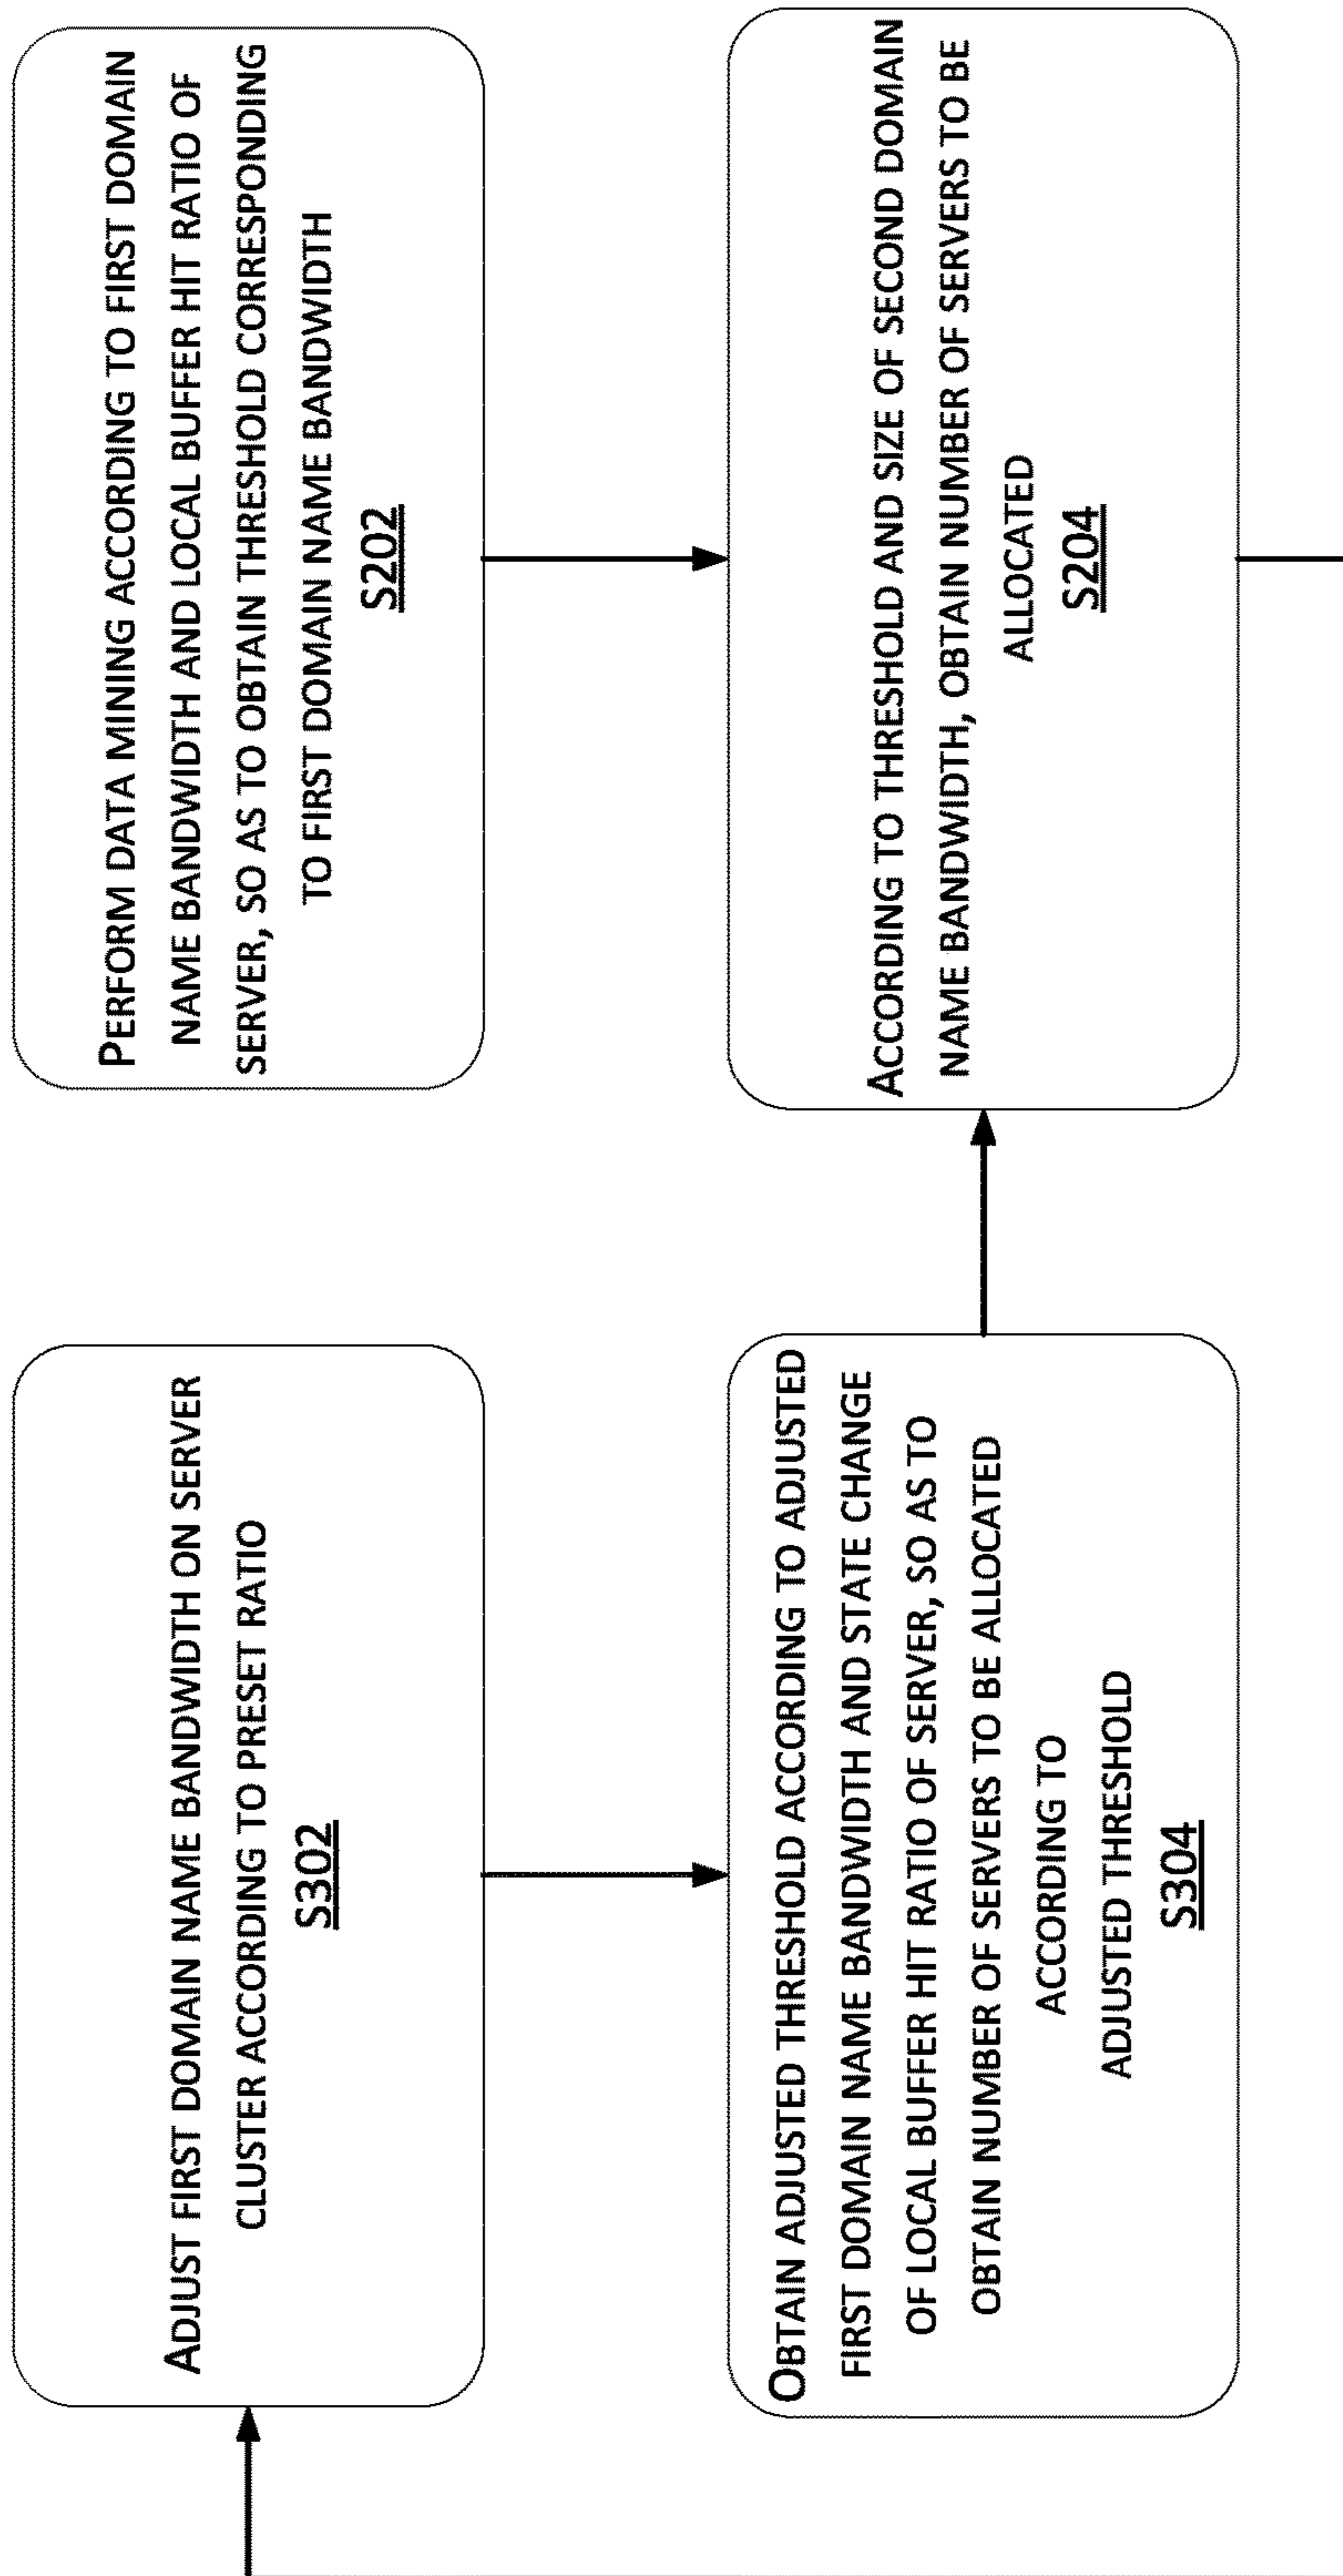 ADJUST FIRST DOMAIN NAME BANDWIDTH ON SERVER
CLUSTER ACCORDING TO PRESET RATIO
S302
PERFORM DATA MINING ACCORDING TO FIRST DOMAIN
NAME BANDWIDTH AND LOCAL BUFFER HIT RATIO OF
SERVER, SO AS TO OBTAIN THRESHOLD CORRESPONDING
TO FIRST DOMAIN NAME BANDWIDTH
S202
OBTAIN ADJUSTED THRESHOLD ACCORDING TO ADJUSTED
FIRST DOMAIN NAME BANDWIDTH AND STATE CHANGE
OF LOCAL BUFFER HIT RATIO OF SERVER, SO AS TO
OBTAIN NUMBER OF SERVERS TO BE ALLOCATED
ACCORDING TO
ADJUSTED THRESHOLD
S304
ACCORDING TO THRESHOLD AND SIZE OF SECOND DOMAIN
NAME BANDWIDTH, OBTAIN NUMBER OF SERVERS TO BE
ALLOCATED
S204